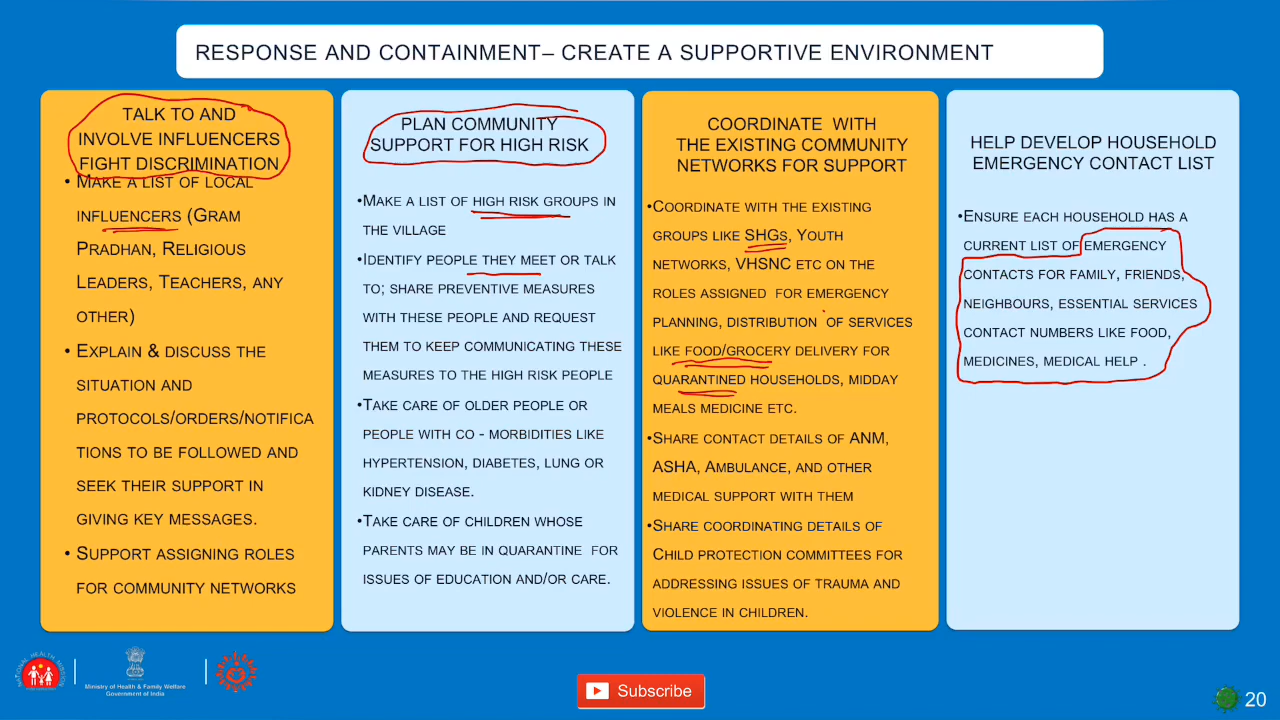 RESPONSE AND CONTAINMENT– CREATE A SUPPORTIVE ENVIRONMENT
TALK TO AND
INVOLVE INFLUENCERS
FIGHT DISCRIMINATION
• MAKE A LIST OF LOCAL
INFLUENCERS (GRAM
PRADHAN, RELIGIOUS
LEADERS, TEACHERS, ANY
OTHER)
• EXPLAIN & DISCUSS THE
SITUATION AND
PROTOCOLS/ORDERS/NOTIFICA
TIONS TO BE FOLLOWED AND
SEEK THEIR SUPPORT IN
GIVING KEY MESSAGES.
• SUPPORT ASSIGNING ROLES
FOR COMMUNITY NETWORKS
PLAN COMMUNITY
SUPPORT FOR HIGH RISK
•MAKE A LIST OF HIGH RISK GROUPS IN
THE VILLAGE
•IDENTIFY PEOPLE THEY MEET OR TALK
TO; SHARE PREVENTIVE MEASURES
WITH THESE PEOPLE AND REQUEST
THEM TO KEEP COMMUNICATING THESE
MEASURES TO THE HIGH RISK PEOPLE
•TAKE CARE OF OLDER PEOPLE OR
PEOPLE WITH CO - MORBIDITIES LIKE
HYPERTENSION, DIABETES, LUNG OR
KIDNEY DISEASE.
•TAKE CARE OF CHILDREN WHOSE
PARENTS MAY BE IN QUARANTINE FOR
ISSUES OF EDUCATION AND/OR CARE.
COORDINATE WITH
THE EXISTING COMMUNITY
NETWORKS FOR SUPPORT
•COORDINATE WITH THE EXISTING
GROUPS LIKE SHGS, YOUTH
NETWORKS, VHSNC ETC ON THE
ROLES ASSIGNED FOR EMERGENCY
PLANNING, DISTRIBUTION OF SERVICES
LIKE FOOD/GROCERY DELIVERY FOR
QUARANTINED HOUSEHOLDS, MIDDAY
MEALS MEDICINE ETC.
•SHARE CONTACT DETAILS OF ANM,
ASHA, AMBULANCE, AND OTHER
MEDICAL SUPPORT WITH THEM
•SHARE COORDINATING DETAILS OF
CHILD PROTECTION COMMITTEES FOR
ADDRESSING ISSUES OF TRAUMA AND
VIOLENCE IN CHILDREN.
HELP DEVELOP HOUSEHOLD
EMERGENCY CONTACT LIST
•ENSURE EACH HOUSEHOLD HAS A
CURRENT LIST OF EMERGENCY
CONTACTS FOR FAMILY, FRIENDS,
NEIGHBOURS, ESSENTIAL SERVICES
CONTACT NUMBERS LIKE FOOD,
MEDICINES, MEDICAL HELP .
NATIONAL HEALTH MISSION
Ministry of Health & Family Welfare
Government of India
Subscribe
20